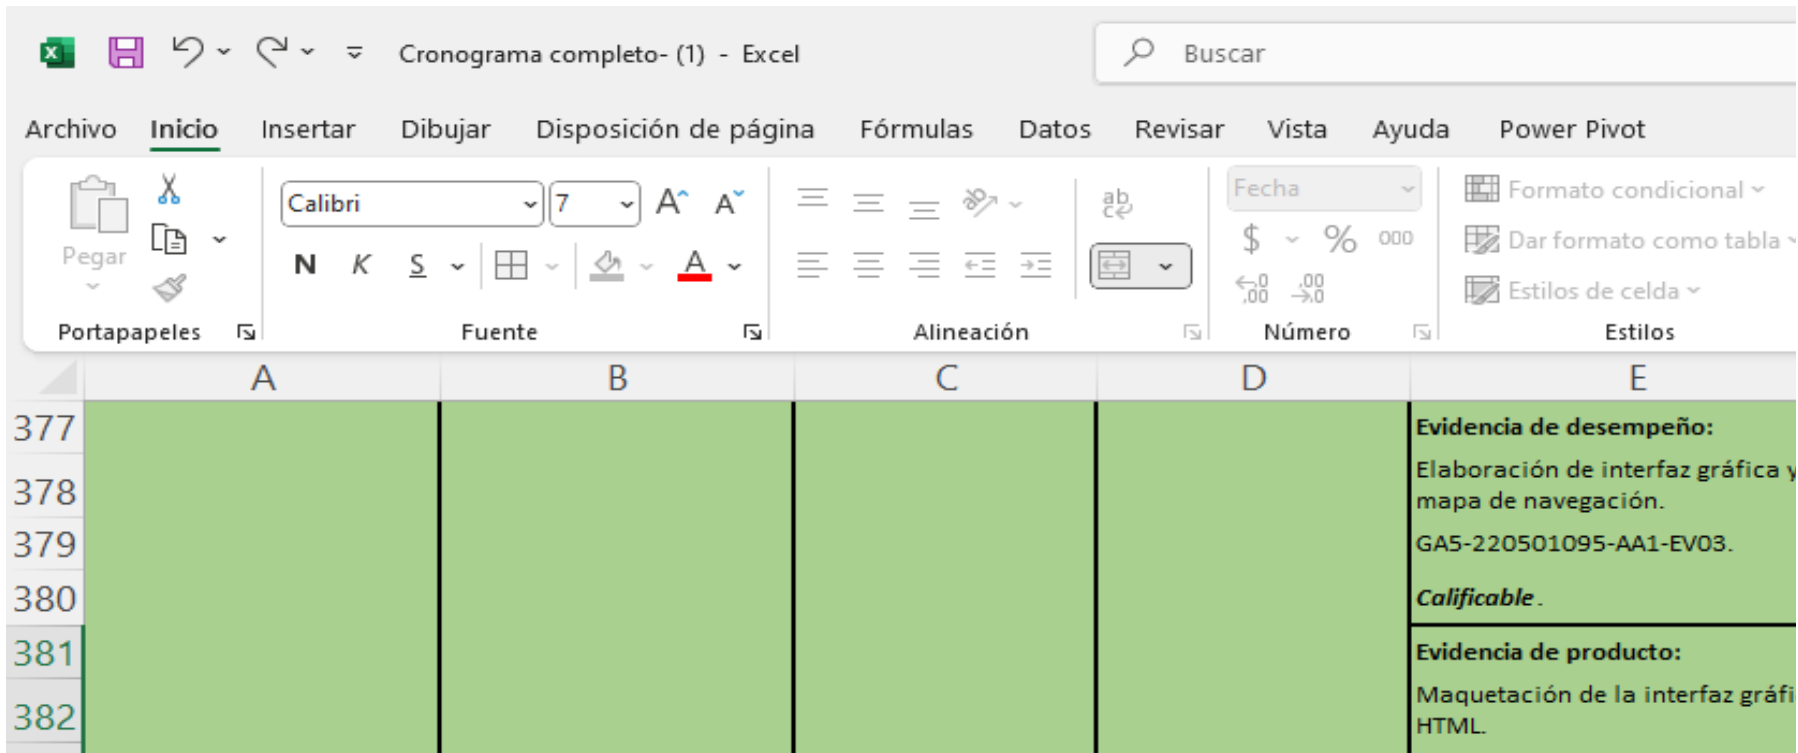 Cronograma completo- (1) - Excel
Buscar
Archivo Inicio Insertar Dibujar Disposición de página Fórmulas Datos Revisar Vista Ayuda Power Pivot
Pegar
Portapapeles
Calibri 7 A A
N K S A
Fuente
ab
c
Alineación
Fecha
$ % 000
,00 ,00
Número
Formato condicional
Dar formato como tabla
Estilos de celda
Estilos
A B C D E
377 Evidencia de desempeño:
378 Elaboración de interfaz gráfica y
mapa de navegación.
379 GA5-220501095-AA1-EV03.
380 Calificable.
381 Evidencia de producto:
382 Maquetación de la interfaz gráfi
HTML.